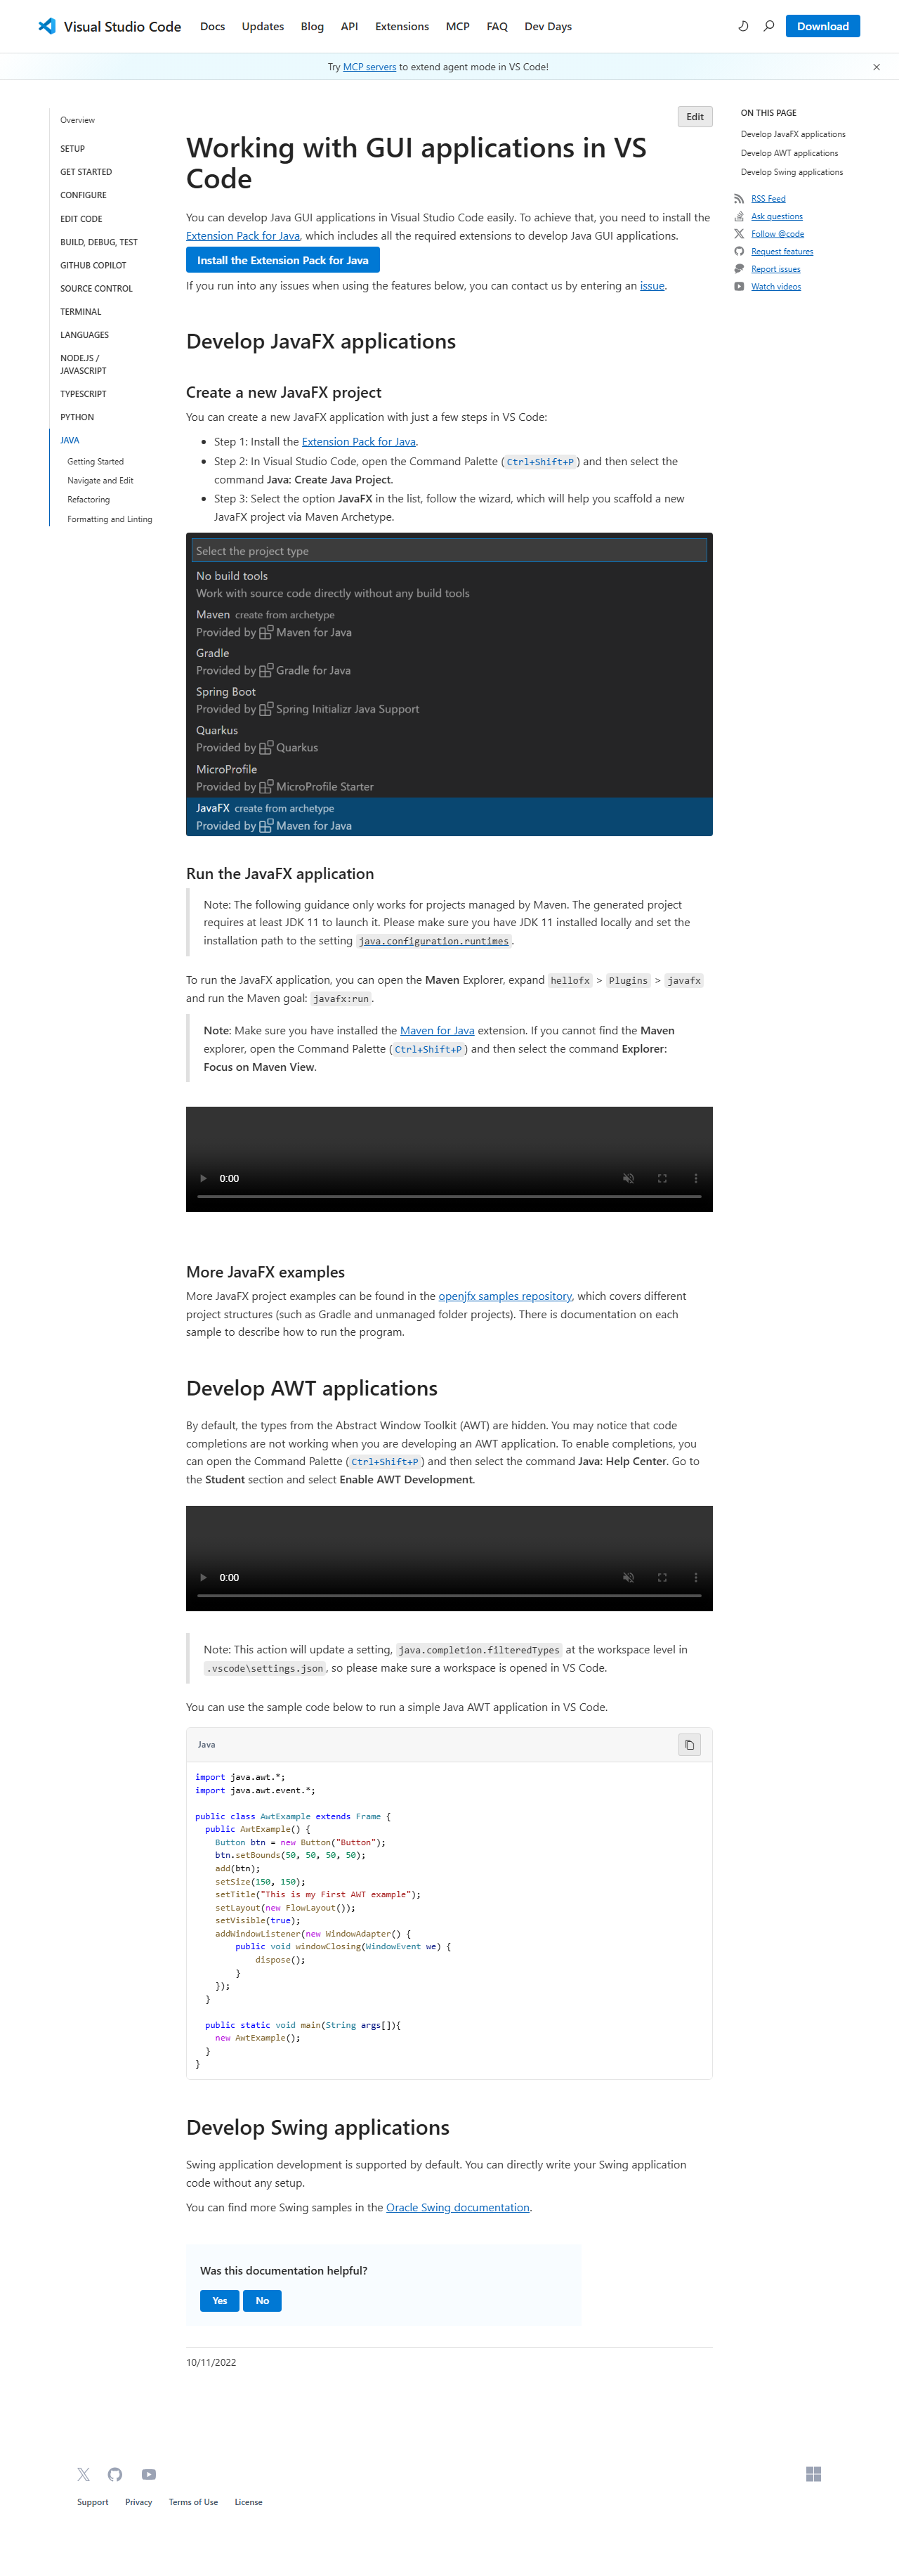 Visual Studio Code Docs Updates Blog API Extensions MCP FAQ Dev Days Download
Try MCP servers to extend agent mode in VS Code!
Overview
SETUP
GET STARTED
CONFIGURE
EDIT CODE
BUILD, DEBUG, TEST
GITHUB COPILOT
SOURCE CONTROL
TERMINAL
LANGUAGES
NODE.JS /
JAVASCRIPT
TYPESCRIPT
PYTHON
JAVA
Getting Started
Navigate and Edit
Refactoring
Formatting and Linting
Edit
Working with GUI applications in VS
Code
You can develop Java GUI applications in Visual Studio Code easily. To achieve that, you need to install the
Extension Pack for Java, which includes all the required extensions to develop Java GUI applications.
Install the Extension Pack for Java
If you run into any issues when using the features below, you can contact us by entering an issue.
Develop JavaFX applications
Create a new JavaFX project
You can create a new JavaFX application with just a few steps in VS Code:
• Step 1: Install the Extension Pack for Java.
• Step 2: In Visual Studio Code, open the Command Palette (Ctrl+Shift+P) and then select the
command Java: Create Java Project.
• Step 3: Select the option JavaFX in the list, follow the wizard, which will help you scaffold a new
JavaFX project via Maven Archetype.
Select the project type
No build tools
Work with source code directly without any build tools
Maven create from archetype
Provided by Maven for Java
Gradle
Provided by Gradle for Java
Spring Boot
Provided by Spring Initializr Java Support
Quarkus
Provided by Quarkus
MicroProfile
Provided by MicroProfile Starter
JavaFX create from archetype
Provided by Maven for Java
Run the JavaFX application
Note: The following guidance only works for projects managed by Maven. The generated project
requires at least JDK 11 to launch it. Please make sure you have JDK 11 installed locally and set the
installation path to the setting java.configuration.runtimes.
To run the JavaFX application, you can open the Maven Explorer, expand hellofx > Plugins > javafx
and run the Maven goal: javafx:run.
Note: Make sure you have installed the Maven for Java extension. If you cannot find the Maven
explorer, open the Command Palette (Ctrl+Shift+P) and then select the command Explorer:
Focus on Maven View.
0:00
More JavaFX examples
More JavaFX project examples can be found in the openjfx samples repository, which covers different
project structures (such as Gradle and unmanaged folder projects). There is documentation on each
sample to describe how to run the program.
Develop AWT applications
By default, the types from the Abstract Window Toolkit (AWT) are hidden. You may notice that code
completions are not working when you are developing an AWT application. To enable completions, you
can open the Command Palette (Ctrl+Shift+P) and then select the command Java: Help Center. Go to
the Student section and select Enable AWT Development.
0:00
Note: This action will update a setting, java.completion.filteredTypes at the workspace level in
.vscode\settings.json, so please make sure a workspace is opened in VS Code.
You can use the sample code below to run a simple Java AWT application in VS Code.
Java
import java.awt.*;
import java.awt.event.*;
public class AwtExample extends Frame {
public AwtExample() {
Button btn = new Button("Button");
btn.setBounds(50, 50, 50, 50);
add(btn);
setSize(150, 150);
setTitle("This is my First AWT example");
setLayout(new FlowLayout());
setVisible(true);
addWindowListener(new WindowAdapter() {
public void windowClosing(WindowEvent we) {
dispose();
}
});
}
public static void main(String args[]){
new AwtExample();
}
}
Develop Swing applications
Swing application development is supported by default. You can directly write your Swing application
code without any setup.
You can find more Swing samples in the Oracle Swing documentation.
Was this documentation helpful?
Yes No
10/11/2022
ON THIS PAGE
Develop JavaFX applications
Develop AWT applications
Develop Swing applications
RSS Feed
Ask questions
Follow @code
Request features
Report issues
Watch videos
Support Privacy Terms of Use License